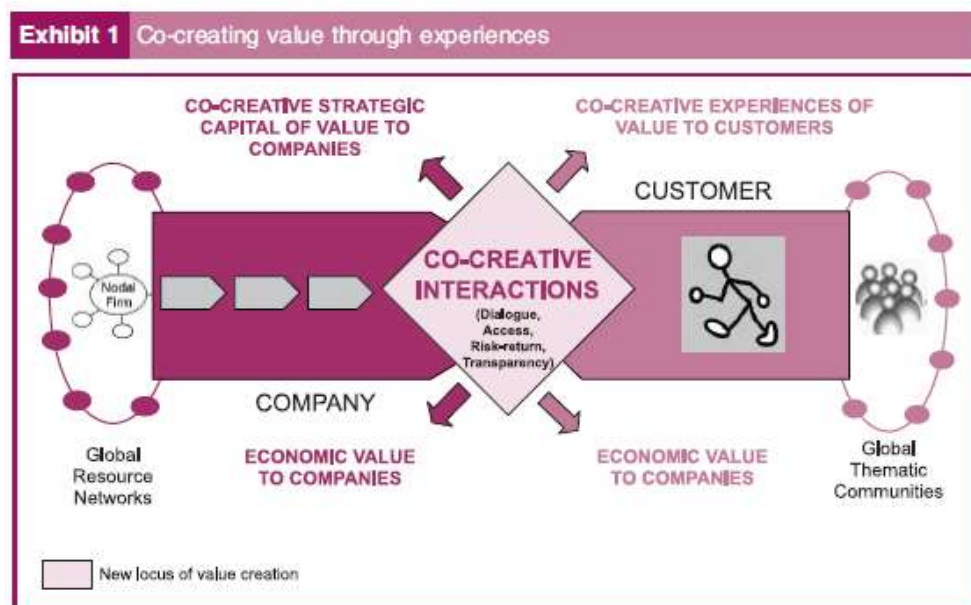 Exhibit 1 Co-creating value through experiences
CO-CREATIVE STRATEGIC
CAPITAL OF VALUE TO
COMPANIES
CO-CREATIVE EXPERIENCES OF
VALUE TO CUSTOMERS
CUSTOMER
Nodal
Firm
CO-CREATIVE
INTERACTIONS
(Dialogue,
Access,
Risk-return,
Transparency)
COMPANY
Global
Resource
Networks
ECONOMIC VALUE
TO COMPANIES
ECONOMIC VALUE
TO COMPANIES
Global
Thematic
Communities
New locus of value creation